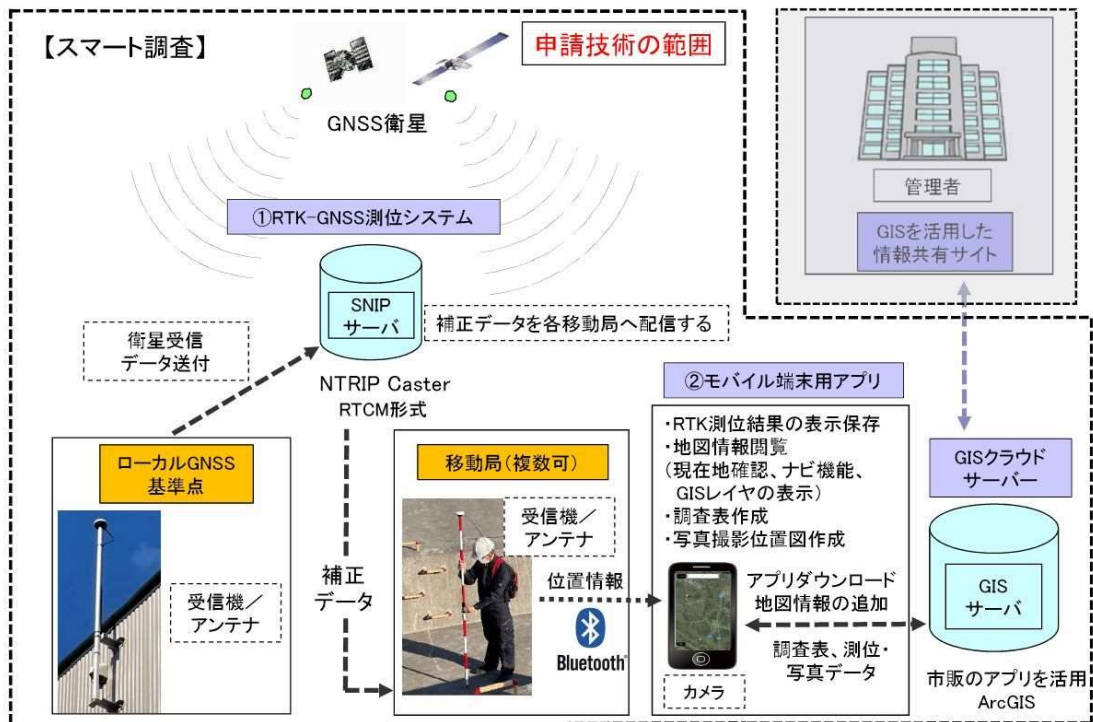 【スマート調査】
申請技術の範囲
GNSS衛星
管理者
GISを活用した
情報共有サイト
①RTK-GNSS測位システム
SNIP
サーバ
補正データを各移動局へ配信する
衛星受信
データ送付
NTRIP Caster
RTCM形式
ローカルGNSS
基準点
受信機／
アンテナ
補正
データ
移動局（複数可）
受信機／
アンテナ
位置情報
Bluetooth®
②モバイル端末用アプリ
・RTK測位結果の表示保存
・地図情報閲覧
（現在地確認、ナビ機能、
GISレイヤの表示）
・調査表作成
・写真撮影位置図作成
カメラ
アプリダウンロード
地図情報の追加
調査表、測位・
写真データ
GISクラウド
サーバー
GIS
サーバ
市販のアプリを活用
ArcGIS